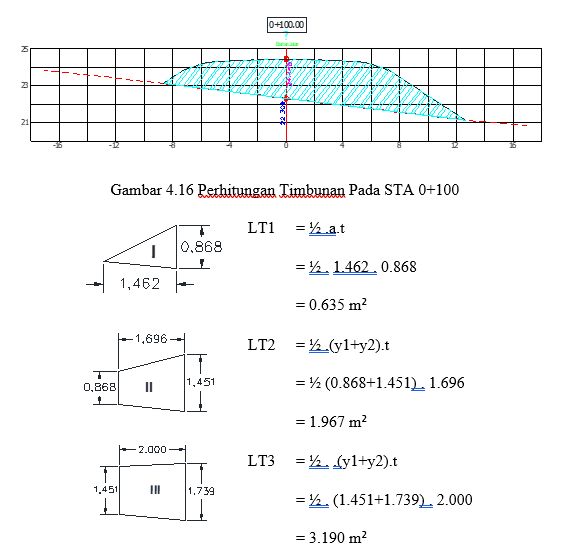 0+100.00
25
23
21
-16 -12 -8 -4 0 4 8 12 16
Gambar 4.16 Perhitungan Timbunan Pada STA 0+100
I
0,868
1,462
LT1 = ½ .a.t
= ½ . 1.462 . 0.868
= 0.635 m²
1,696
0,868
II
1,451
LT2 = ½ .(y1+y2).t
= ½ (0.868+1.451) . 1.696
= 1.967 m²
2.000
1,451
III
1,739
LT3 = ½ . .(y1+y2).t
= ½ . (1.451+1.739) . 2.000
= 3.190 m²